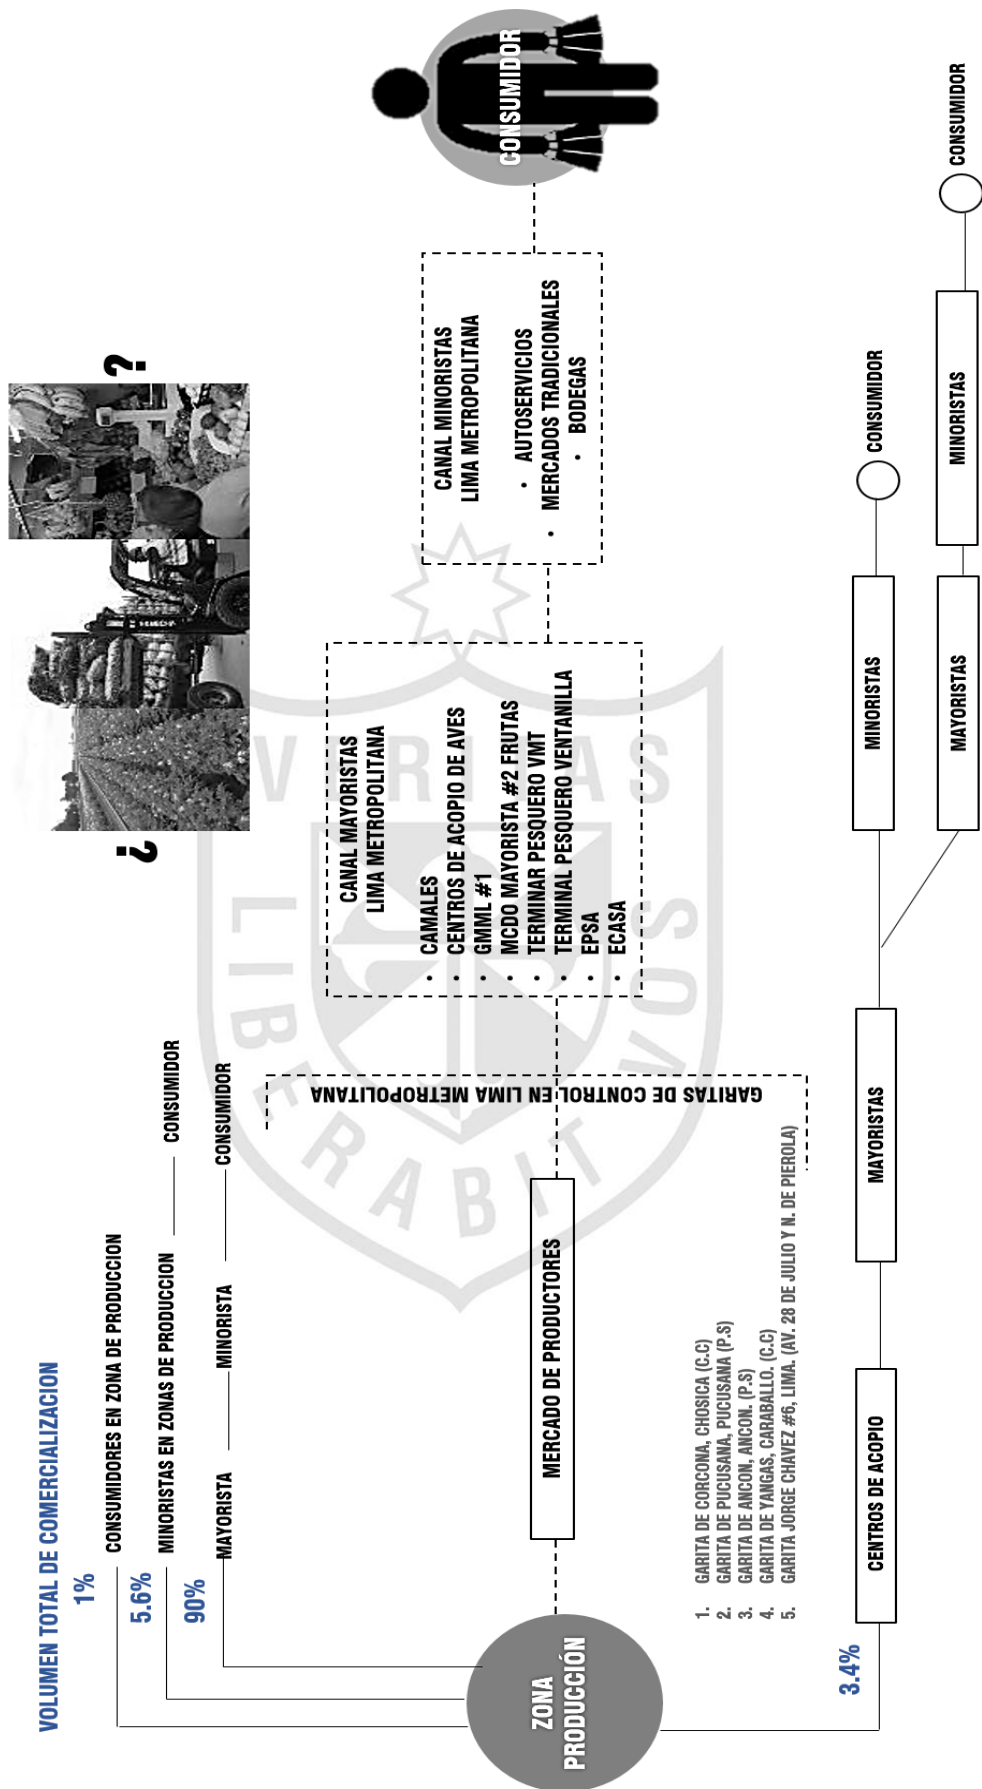 VOLUMEN TOTAL DE COMERCIALIZACION
1%
CONSUMIDORES EN ZONA DE PRODUCCION
5.6%
MINORISTAS EN ZONAS DE PRODUCCION
CONSUMIDOR
90%
MAYORISTA
MINORISTA
CONSUMIDOR
¿
?
ZONA
PRODUCCIÓN
MERCADO DE PRODUCTORES
GARITAS DE CONTROL EN LIMA METROPOLITANA
CANAL MAYORISTAS
LIMA METROPOLITANA
• CAMALES
• CENTROS DE ACOPIO DE AVES
• GMML #1
• MCDO MAYORISTA #2 FRUTAS
• TERMINAR PESQUERO VMT
• TERMINAL PESQUERO VENTANILLA
• EPSA
• ECASA
CANAL MINORISTAS
LIMA METROPOLITANA
• AUTOSERVICIOS
• MERCADOS TRADICIONALES
• BODEGAS
CONSUMIDOR
1. GARITA DE CORCONA, CHOSICA (C.C)
2. GARITA DE PUCUSANA, PUCUSANA (P.S)
3. GARITA DE ANCON, ANCON. (P.S)
4. GARITA DE YANGAS, CARABALLO. (C.C)
5. GARITA JORGE CHAVEZ #6, LIMA. (AV. 28 DE JULIO Y N. DE PIEROLA)
3.4%
CENTROS DE ACOPIO
MAYORISTAS
MINORISTAS
CONSUMIDOR
MAYORISTAS
MINORISTAS
CONSUMIDOR
VERITAS
LIBERABIT
VOS